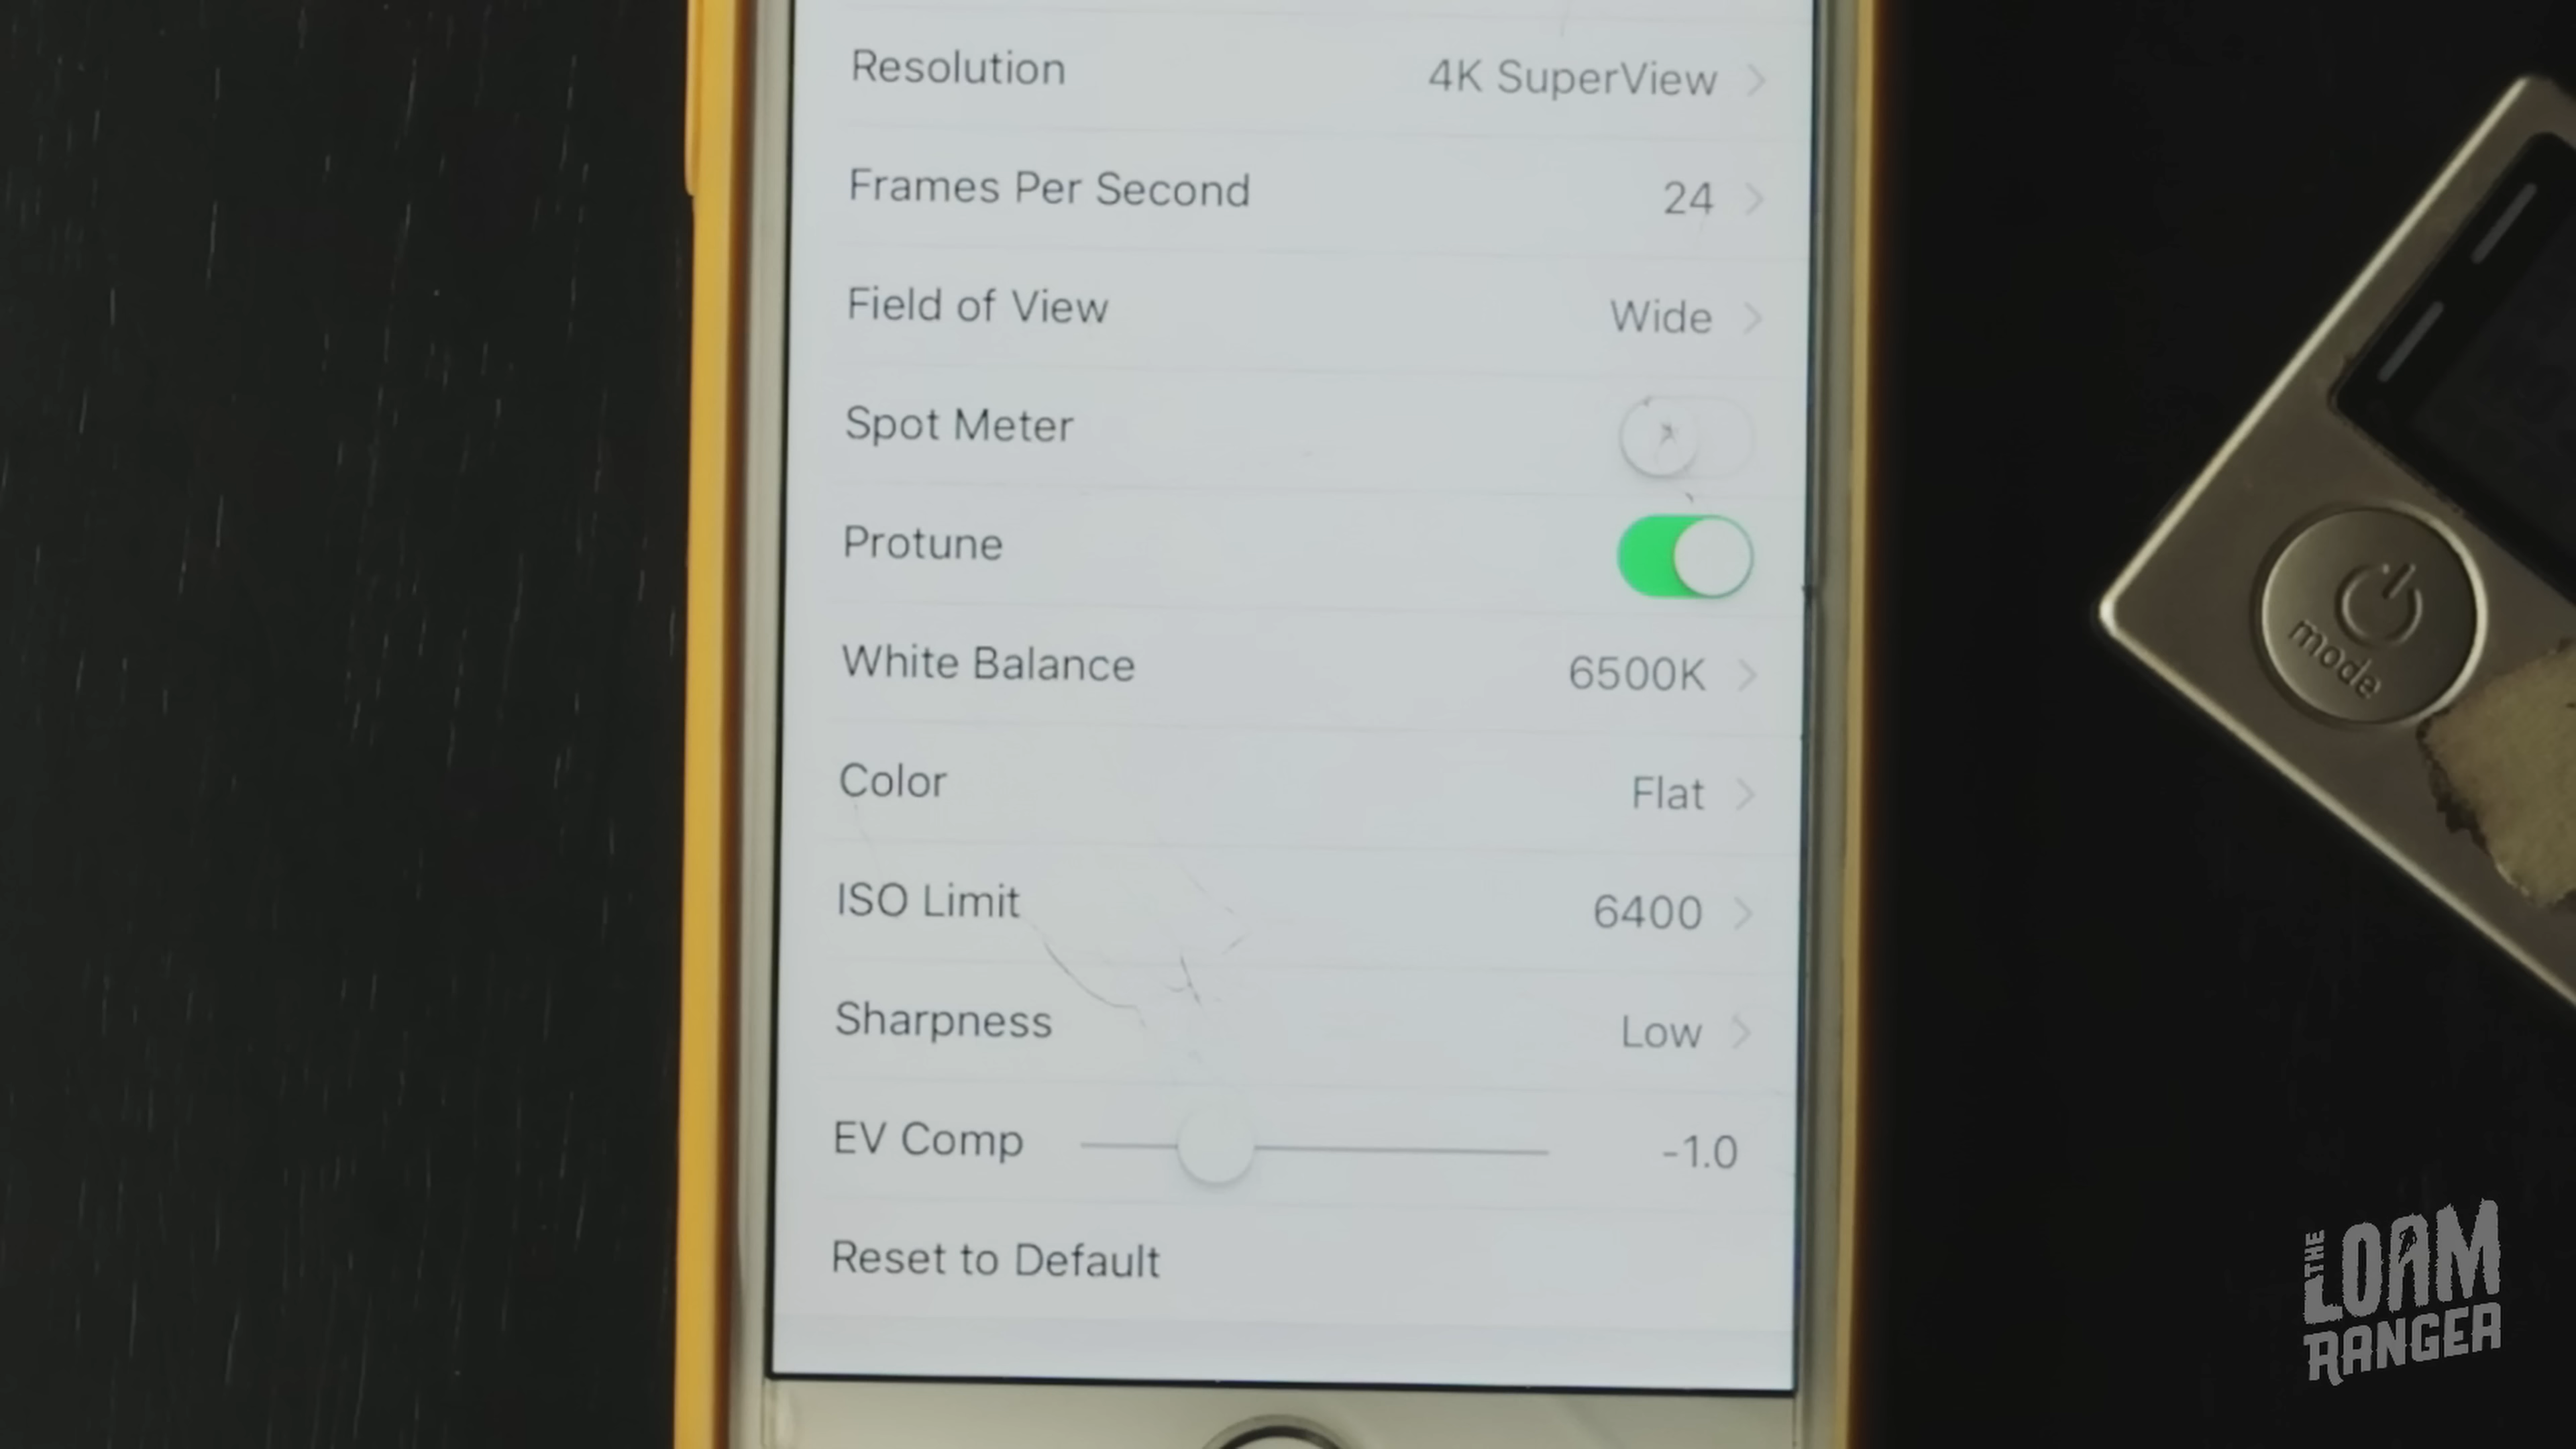 Resolution 4K SuperView
Frames Per Second 24
Field of View Wide
Spot Meter
Protune
White Balance 6500K
Color Flat
ISO Limit 6400
Sharpness Low
EV Comp -1.0
Reset to Default
mode
THE
LOAM
RANGER